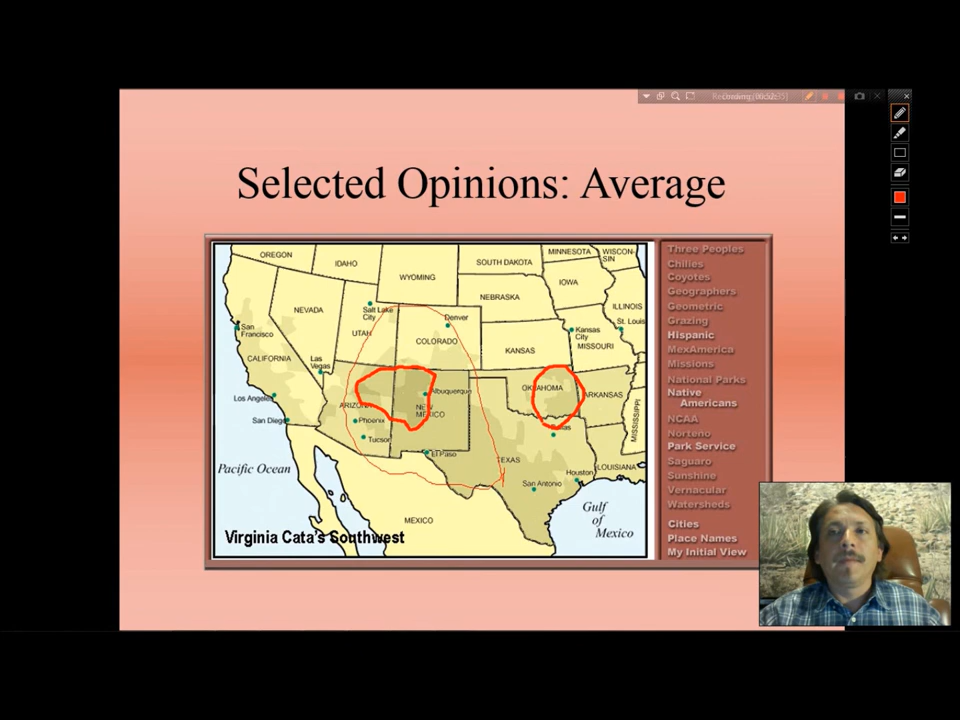 Selected Opinions: Average
OREGON
IDAHO
WYOMING
SOUTH DAKOTA
MINNESOTA
WISCON-
SIN
IOWA
NEBRASKA
ILLINOIS
NEVADA
Salt Lake
City
UTAH
Denver
COLORADO
KANSAS
Kansas
City
MISSOURI
St. Louis
San
Francisco
CALIFORNIA
Las
Vegas
Los Angeles
San Diego
ARIZONA
Phoenix
Tucson
Albuquerque
NEW
MEXICO
El Paso
OKLAHOMA
ARKANSAS
MISSISSIPPI
Dallas
TEXAS
San Antonio
Houston
LOUISIANA
Pacific Ocean
MEXICO
Gulf
of
Mexico
Virginia Cata's Southwest
Three Peoples
Chilies
Coyotes
Geographers
Geometric
Grazing
Hispanic
MexAmerica
Missions
National Parks
Native
Americans
NCAA
Norteno
Park Service
Saguaro
Sunshine
Vernacular
Watersheds
Cities
Place Names
My Initial View